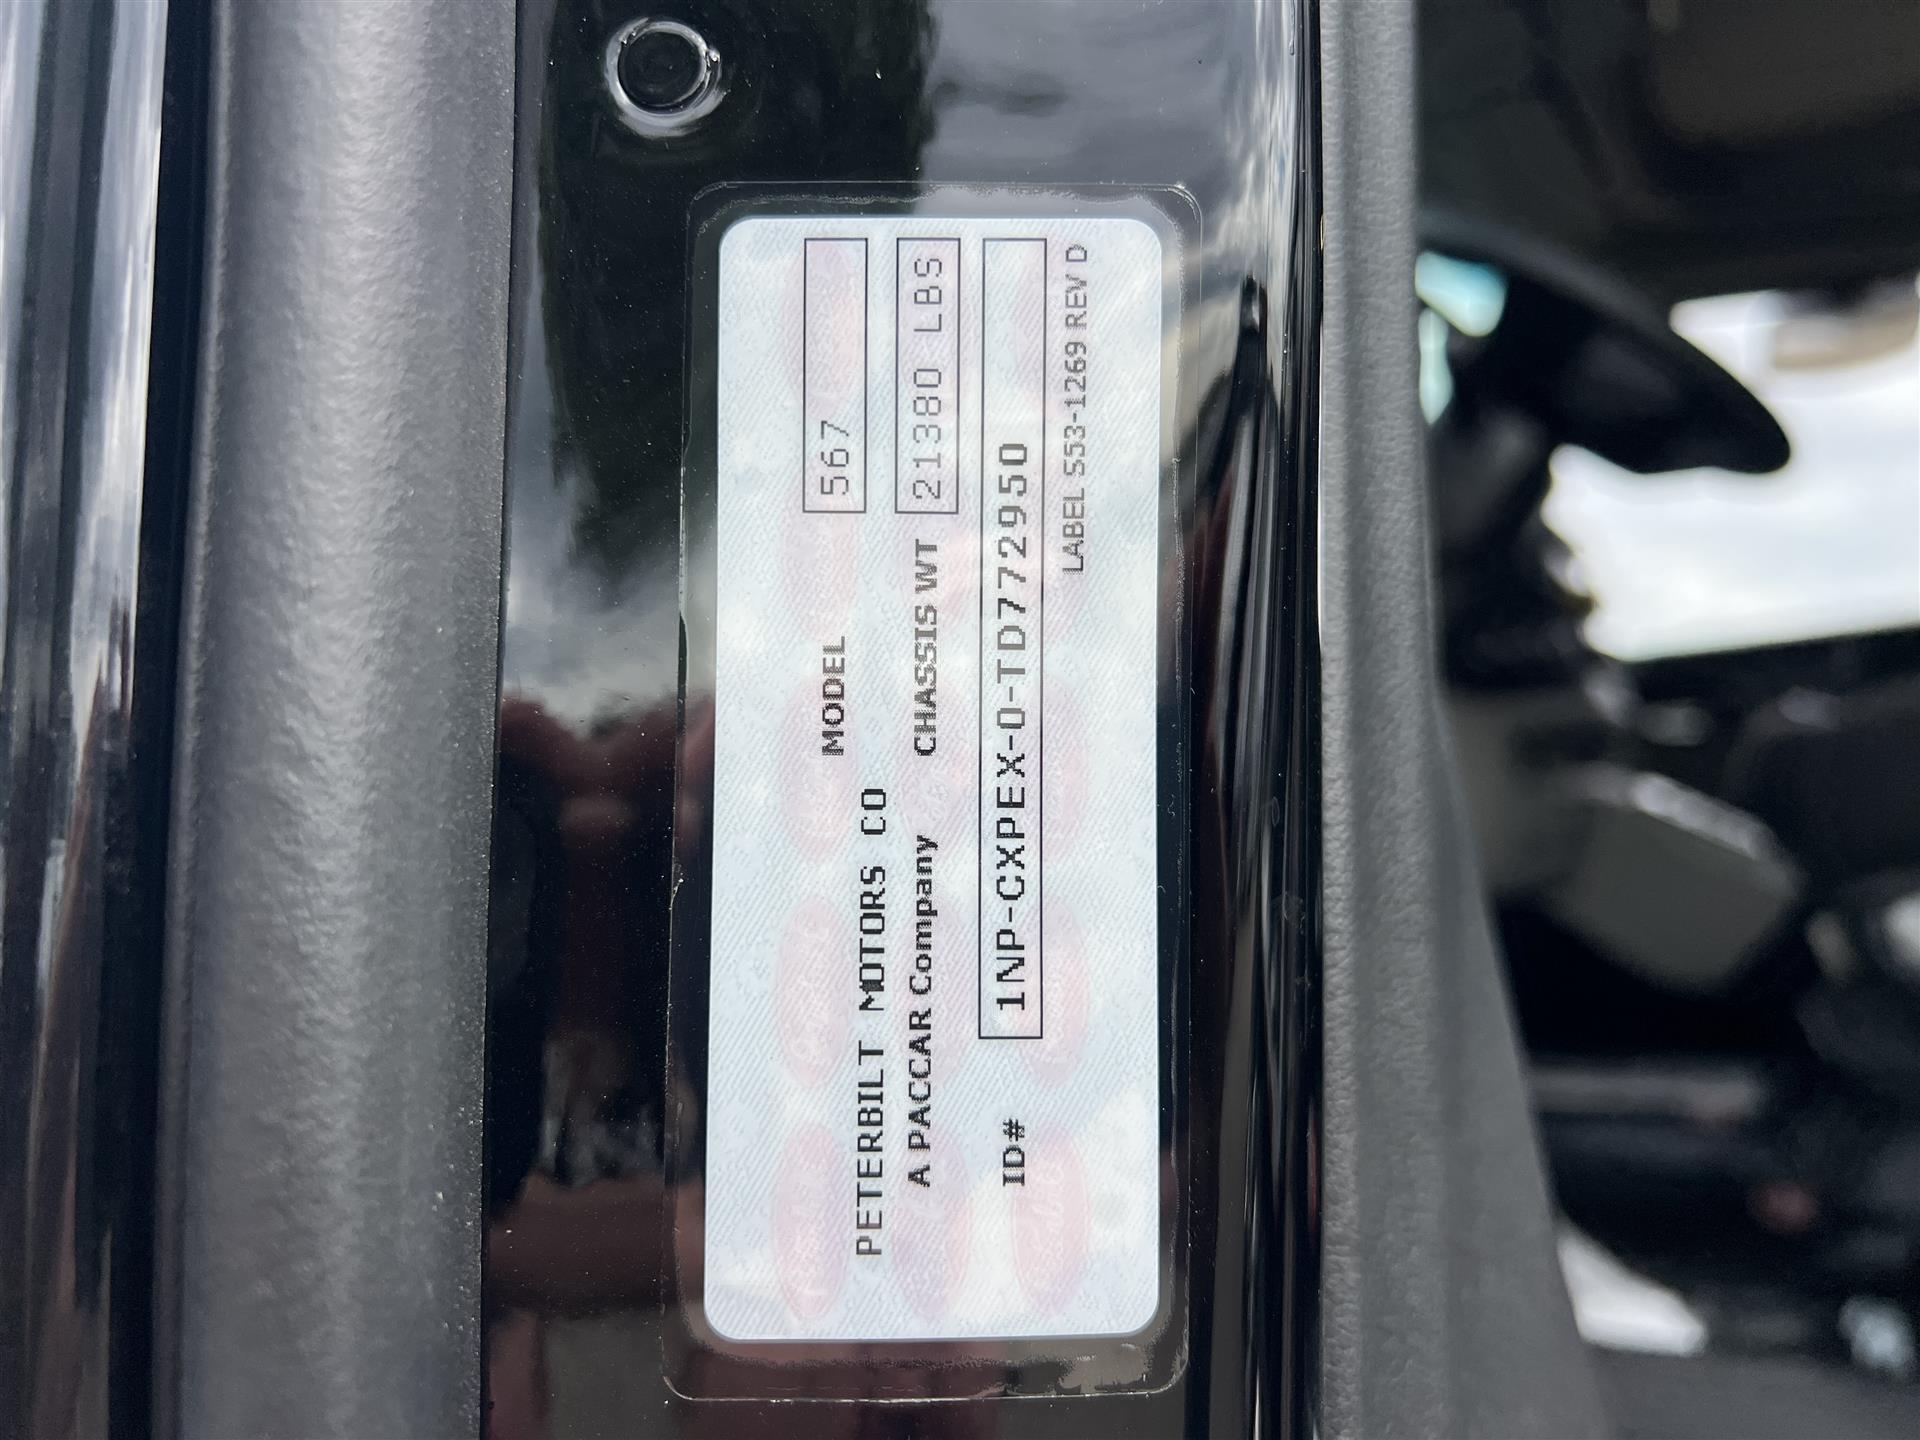 MODEL 567
PETERBILT MOTORS CO
A PACCAR Company CHASSIS WT 21380 LBS
ID# 1NP-CXPEX-0-TD772950
LABEL S53-1269 REV D